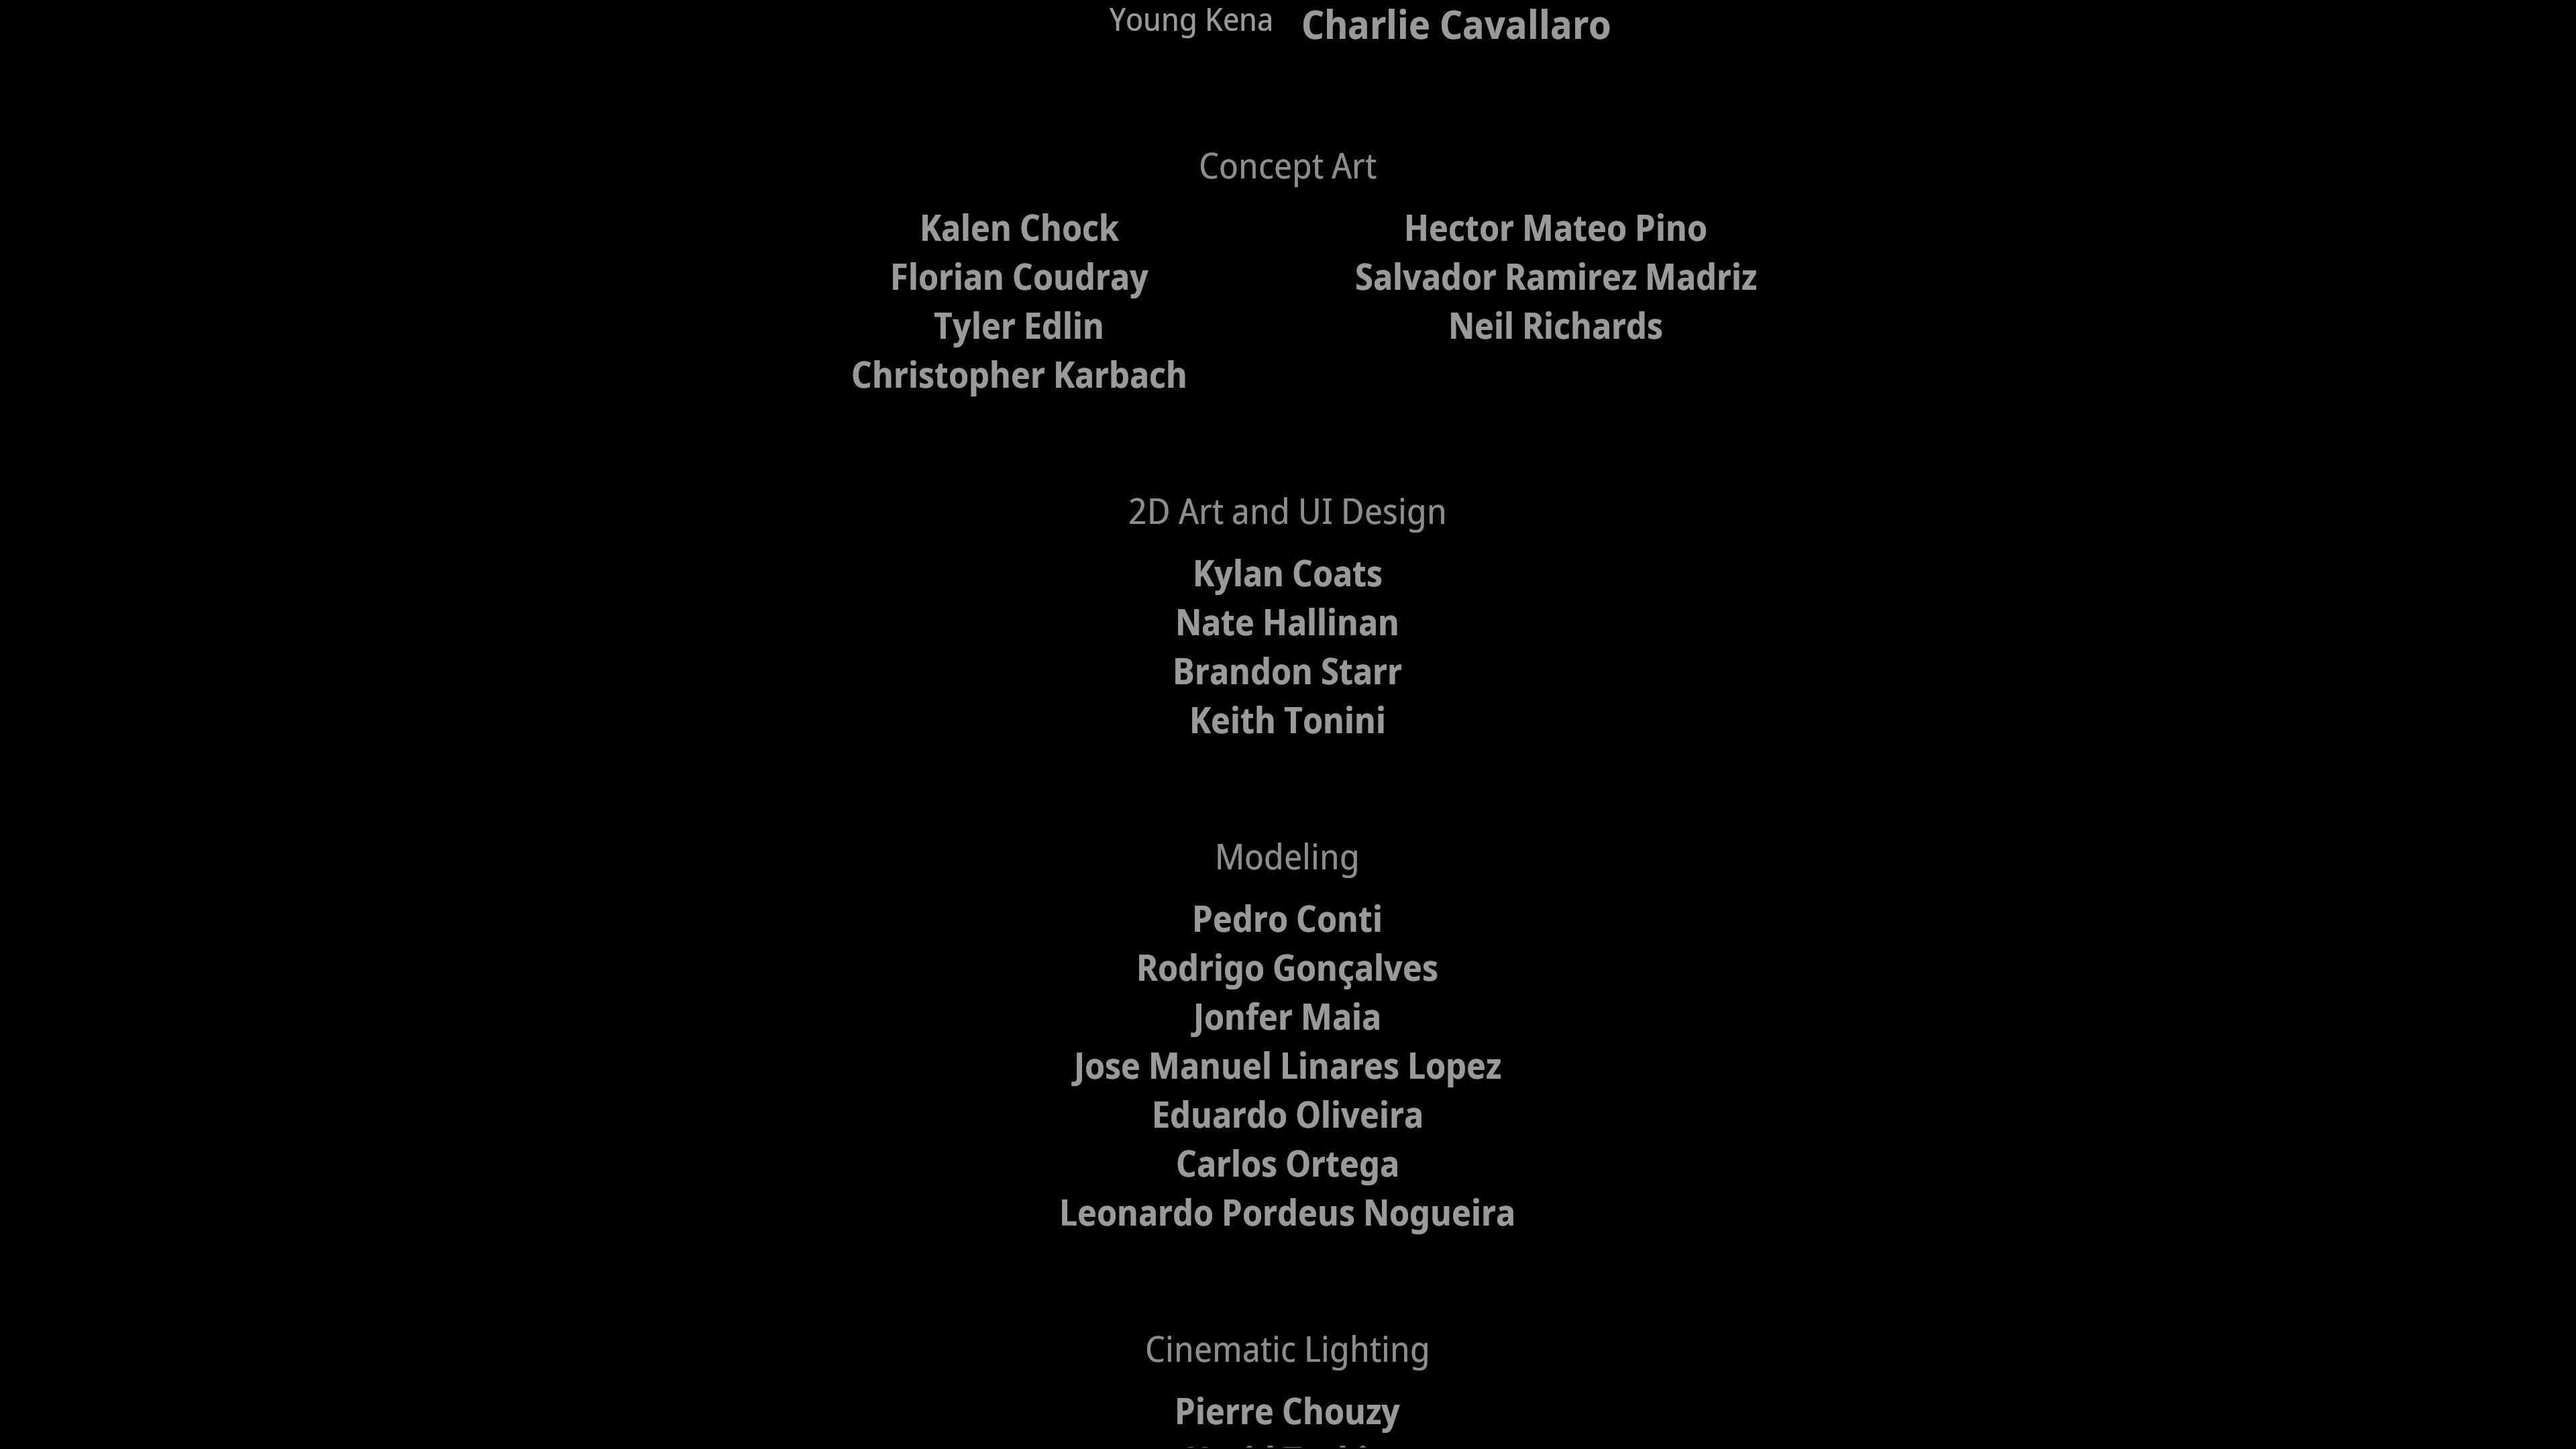 Young Kena Charlie Cavallaro
Concept Art
Kalen Chock Hector Mateo Pino
Florian Coudray Salvador Ramirez Madriz
Tyler Edlin Neil Richards
Christopher Karbach
2D Art and UI Design
Kylan Coats
Nate Hallinan
Brandon Starr
Keith Tonini
Modeling
Pedro Conti
Rodrigo Gonçalves
Jonfer Maia
Jose Manuel Linares Lopez
Eduardo Oliveira
Carlos Ortega
Leonardo Pordeus Nogueira
Cinematic Lighting
Pierre Chouzy